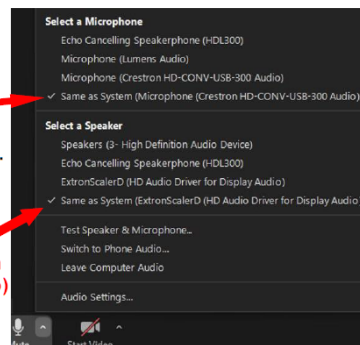 Select a Microphone
Echo Cancelling Speakerphone (HDL300)
Microphone (Lumens Audio)
Microphone (Crestron HD-CONV-USB-300 Audio)
✓ Same as System (Microphone (Crestron HD-CONV-USB-300 Audio)
Select a Speaker
Speakers (3- High Definition Audio Device)
Echo Cancelling Speakerphone (HDL300)
ExtronScalerD (HD Audio Driver for Display Audio)
✓ Same as System (ExtronScalerD (HD Audio Driver for Display Audio
Test Speaker & Microphone...
Switch to Phone Audio...
Leave Computer Audio
Audio Settings...